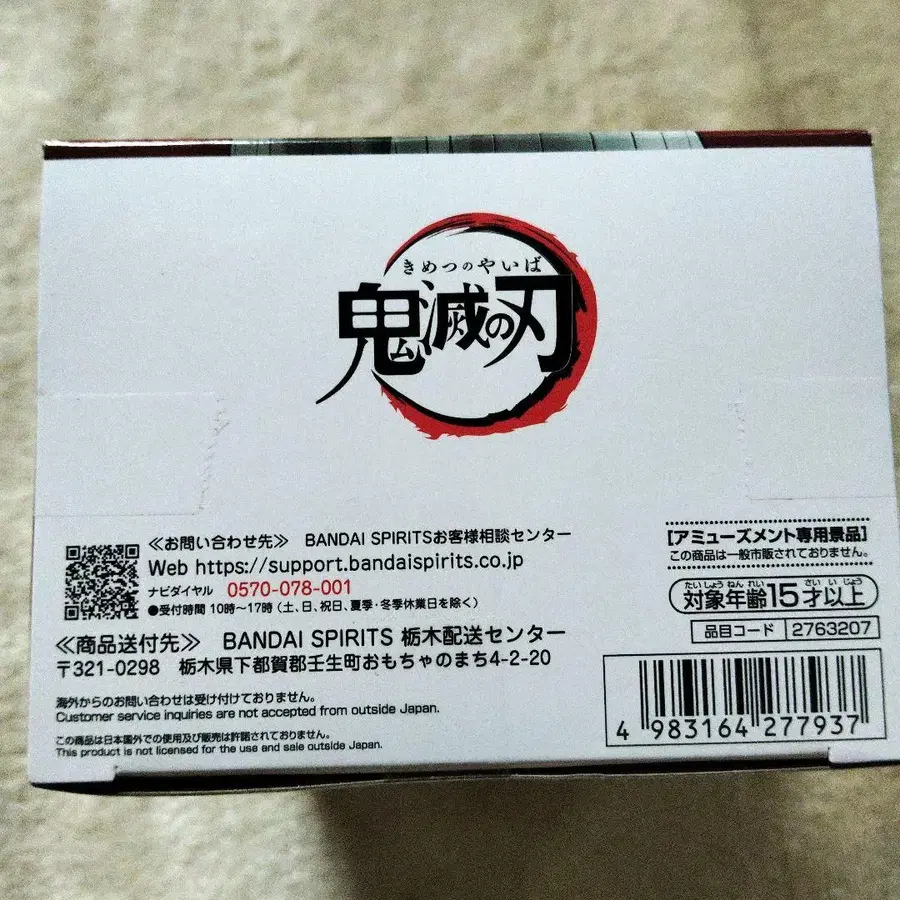 きめつのやいば
鬼滅の刃
≪お問い合わせ先≫ BANDAI SPIRITSお客様相談センター
Web https://support.bandaispirits.co.jp
ナビダイヤル 0570-078-001
●受付時間 10時〜17時(土、日、祝日、夏季・冬季休業日を除く)
≪商品送付先≫ BANDAI SPIRITS 栃木配送センター
〒321-0298 栃木県下都賀郡壬生町おもちゃのまち4-2-20
海外からのお問い合わせは受け付けておりません。
Customer service inquiries are not accepted from outside Japan.
この商品は日本国外での使用及び販売は許諾されておりません。
This product is not licensed for the use and sale outside Japan.
[アミューズメント専用景品]
この商品は一般市販されておりません。
たいしょうねんれい さいいじょう
対象年齢15才以上
品目コード 2763207
4 983164 277937